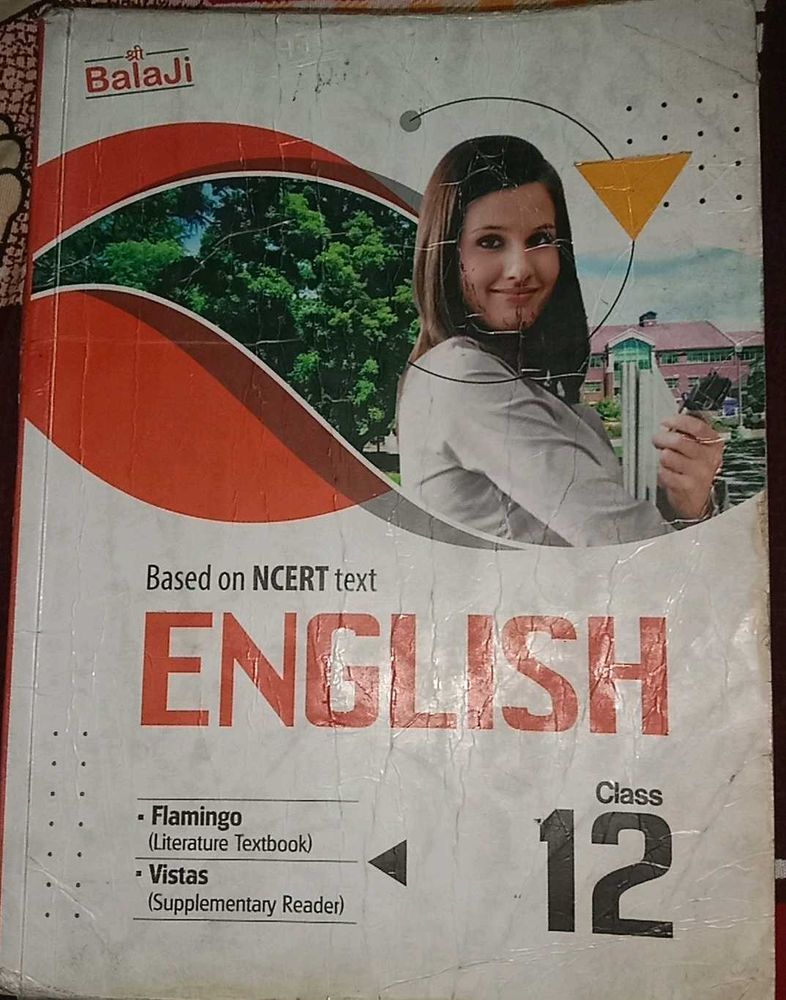 श्री
BalaJi
Based on NCERT text
ENGLISH
Class
12
· Flamingo
(Literature Textbook)
· Vistas
(Supplementary Reader)